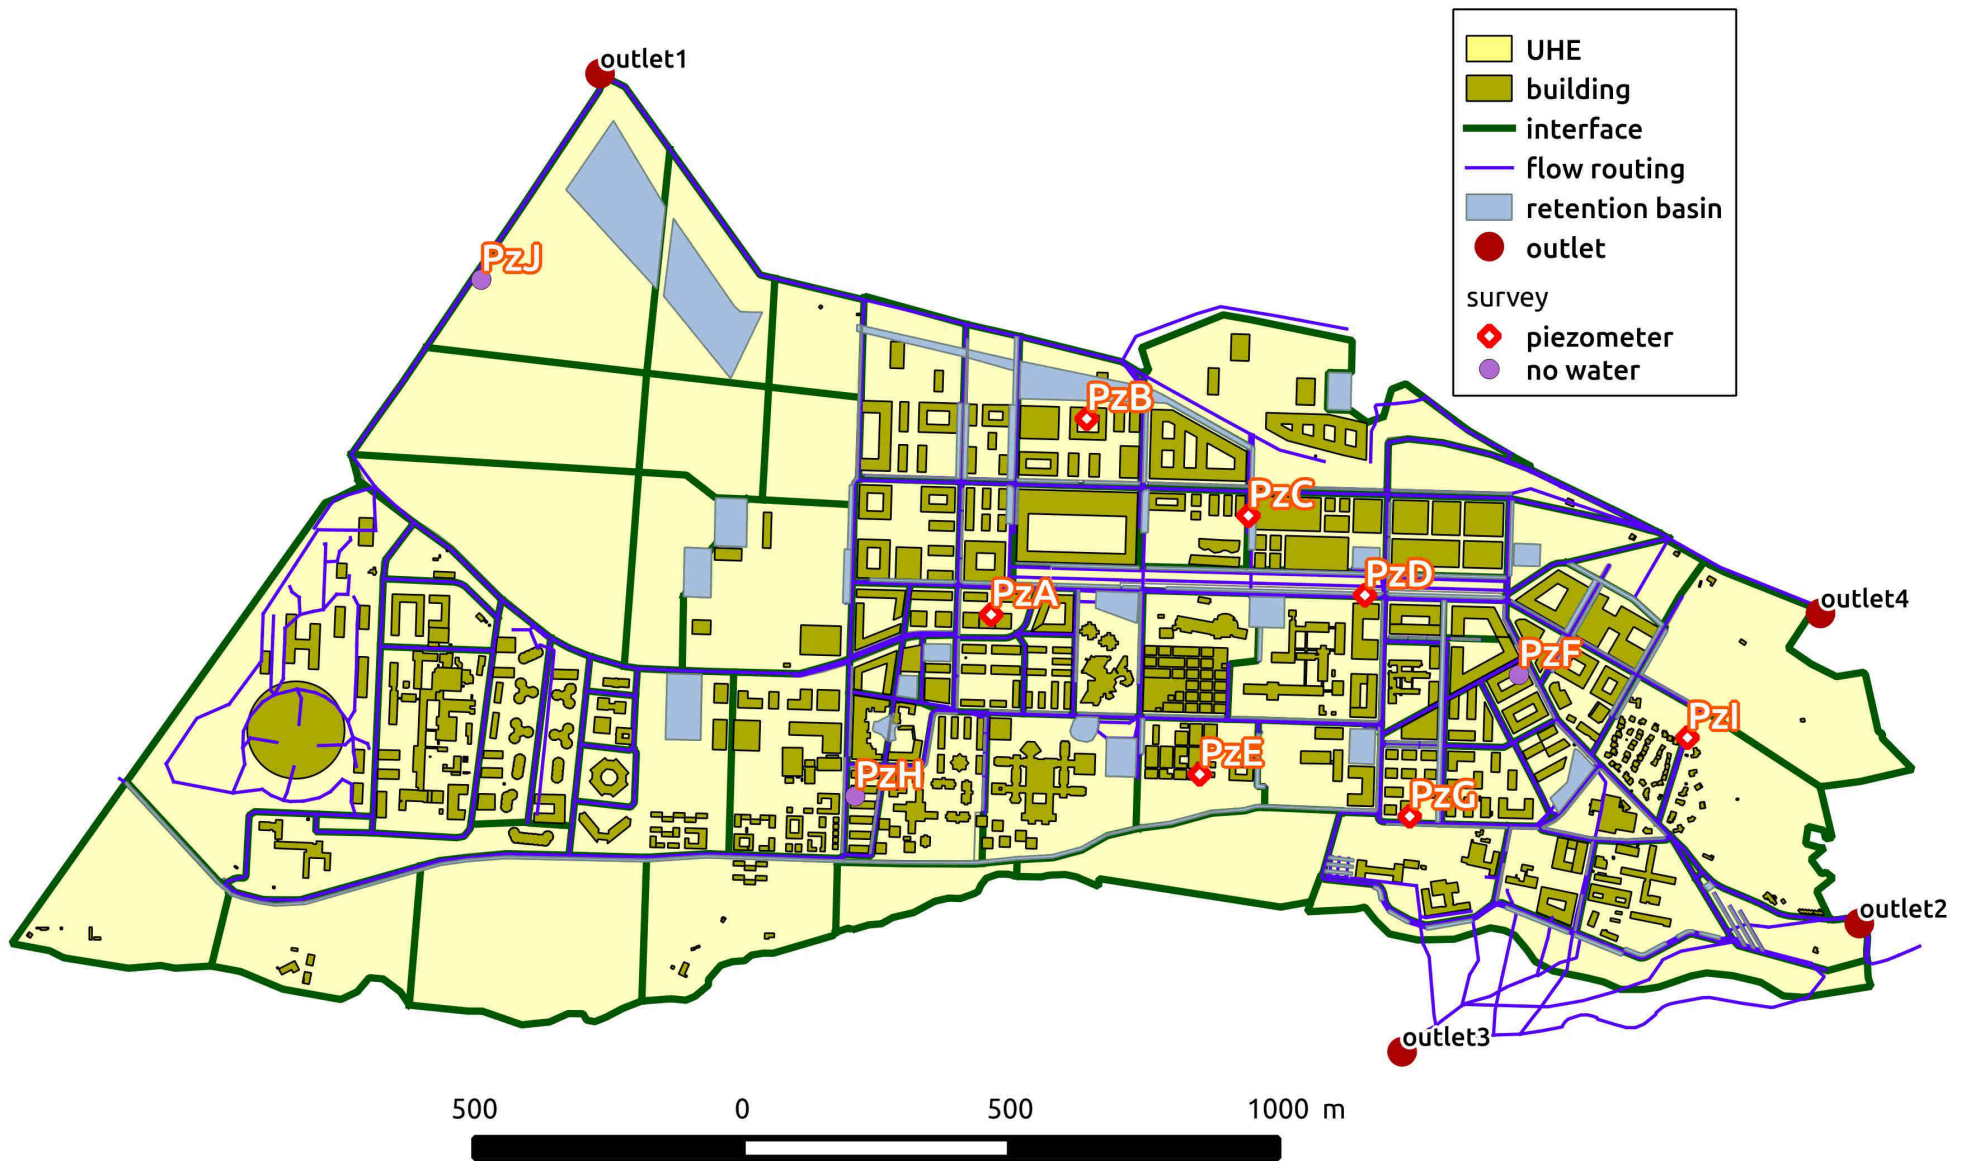 outlet1
UHE
building
interface
flow routing
retention basin
outlet
survey
piezometer
no water
PzJ
PzB
PzC
PzD
PzA
outlet4
PzF
PzI
PzE
PzH
PzG
outlet2
outlet3
500 0 500 1000 m